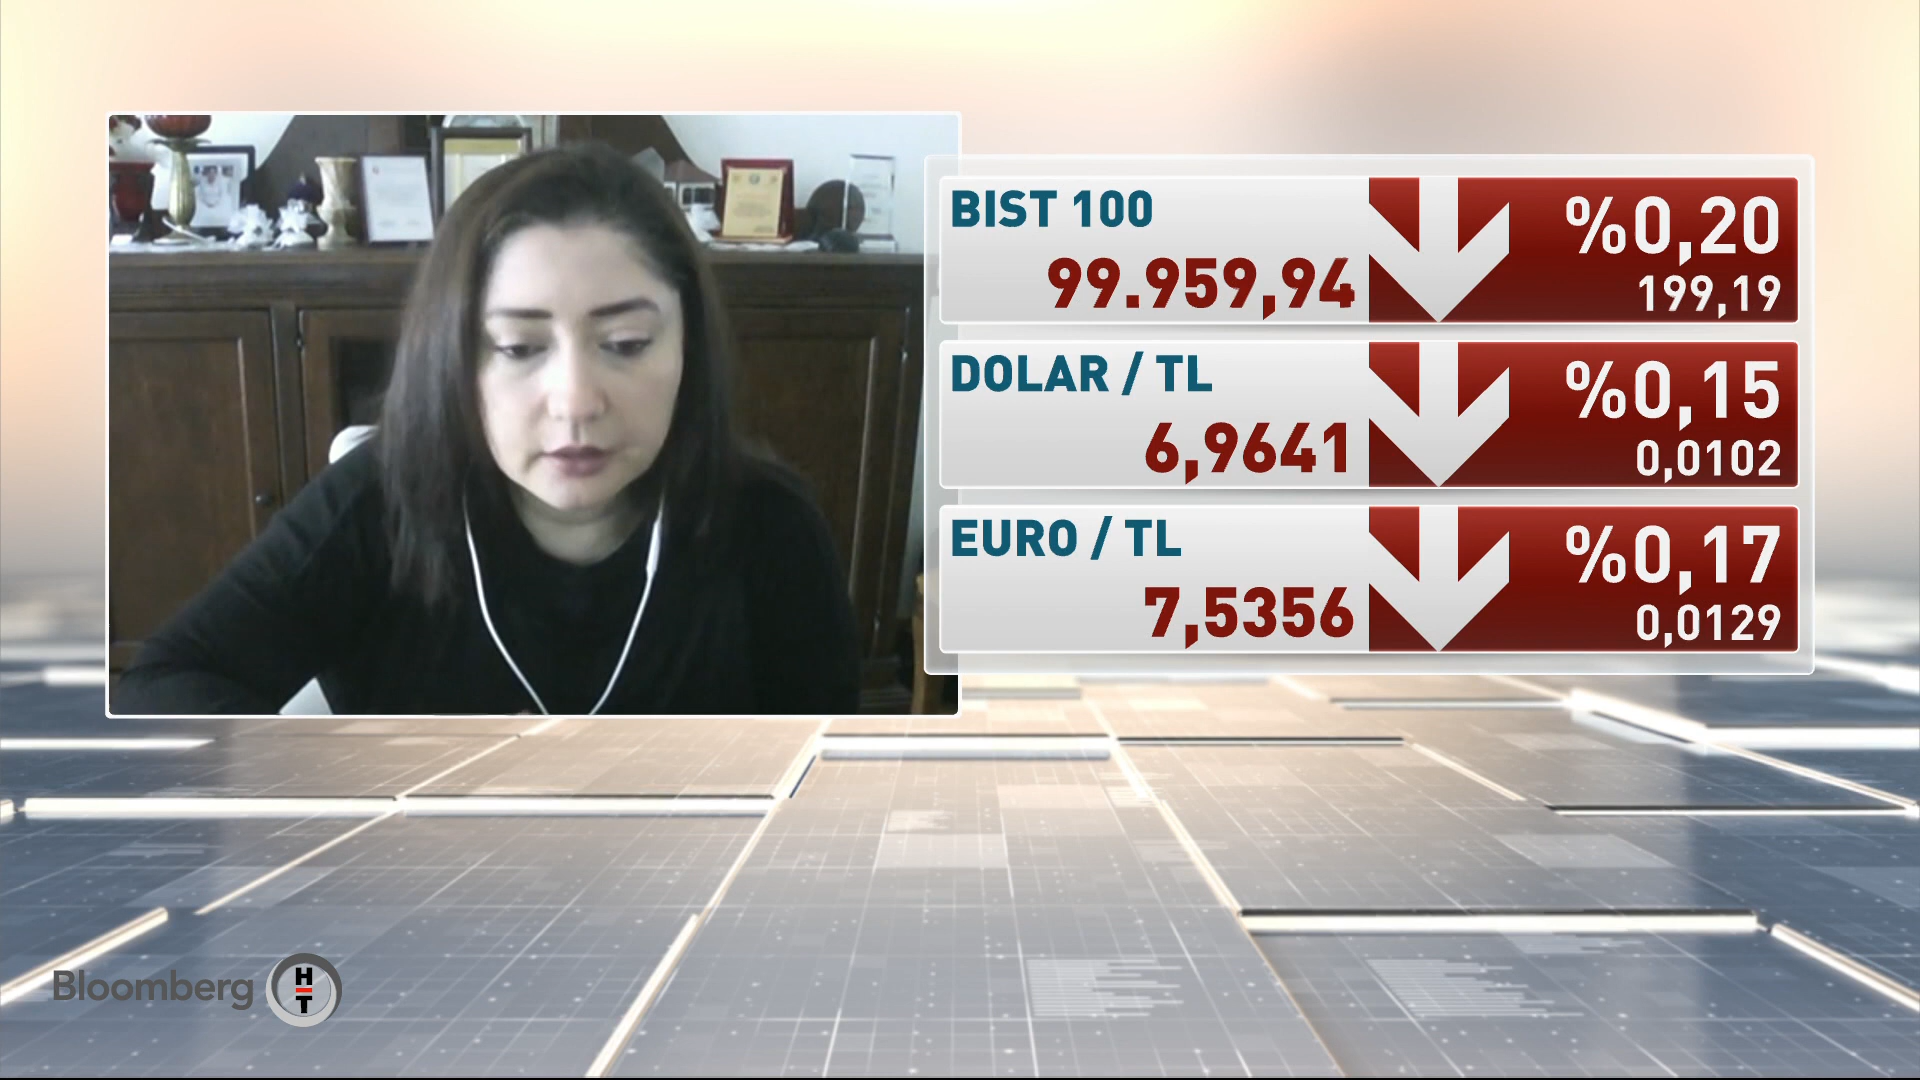 BIST 100
99.959,94
%0,20
199,19
DOLAR / TL
6,9641
%0,15
0,0102
EURO / TL
7,5356
%0,17
0,0129
Bloomberg HT